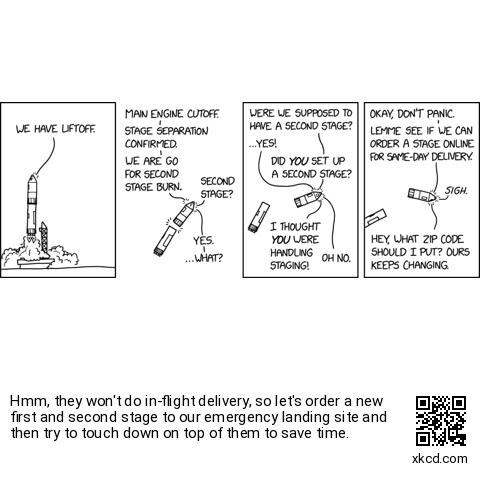 WE HAVE LIFTOFF.
MAIN ENGINE CUTOFF.
STAGE SEPARATION
CONFIRMED.
WE ARE GO
FOR SECOND
STAGE BURN.
SECOND
STAGE?
YES.
...WHAT?
WERE WE SUPPOSED TO
HAVE A SECOND STAGE?
...YES!
DID YOU SET UP
A SECOND STAGE?
I THOUGHT
YOU WERE
HANDLING
STAGING!
OH NO.
OKAY, DON'T PANIC.
LEMME SEE IF WE CAN
ORDER A STAGE ONLINE
FOR SAME-DAY DELIVERY.
SIGH.
HEY, WHAT ZIP CODE
SHOULD I PUT? OURS
KEEPS CHANGING.
Hmm, they won't do in-flight delivery, so let's order a new
first and second stage to our emergency landing site and
then try to touch down on top of them to save time.
xkcd.com